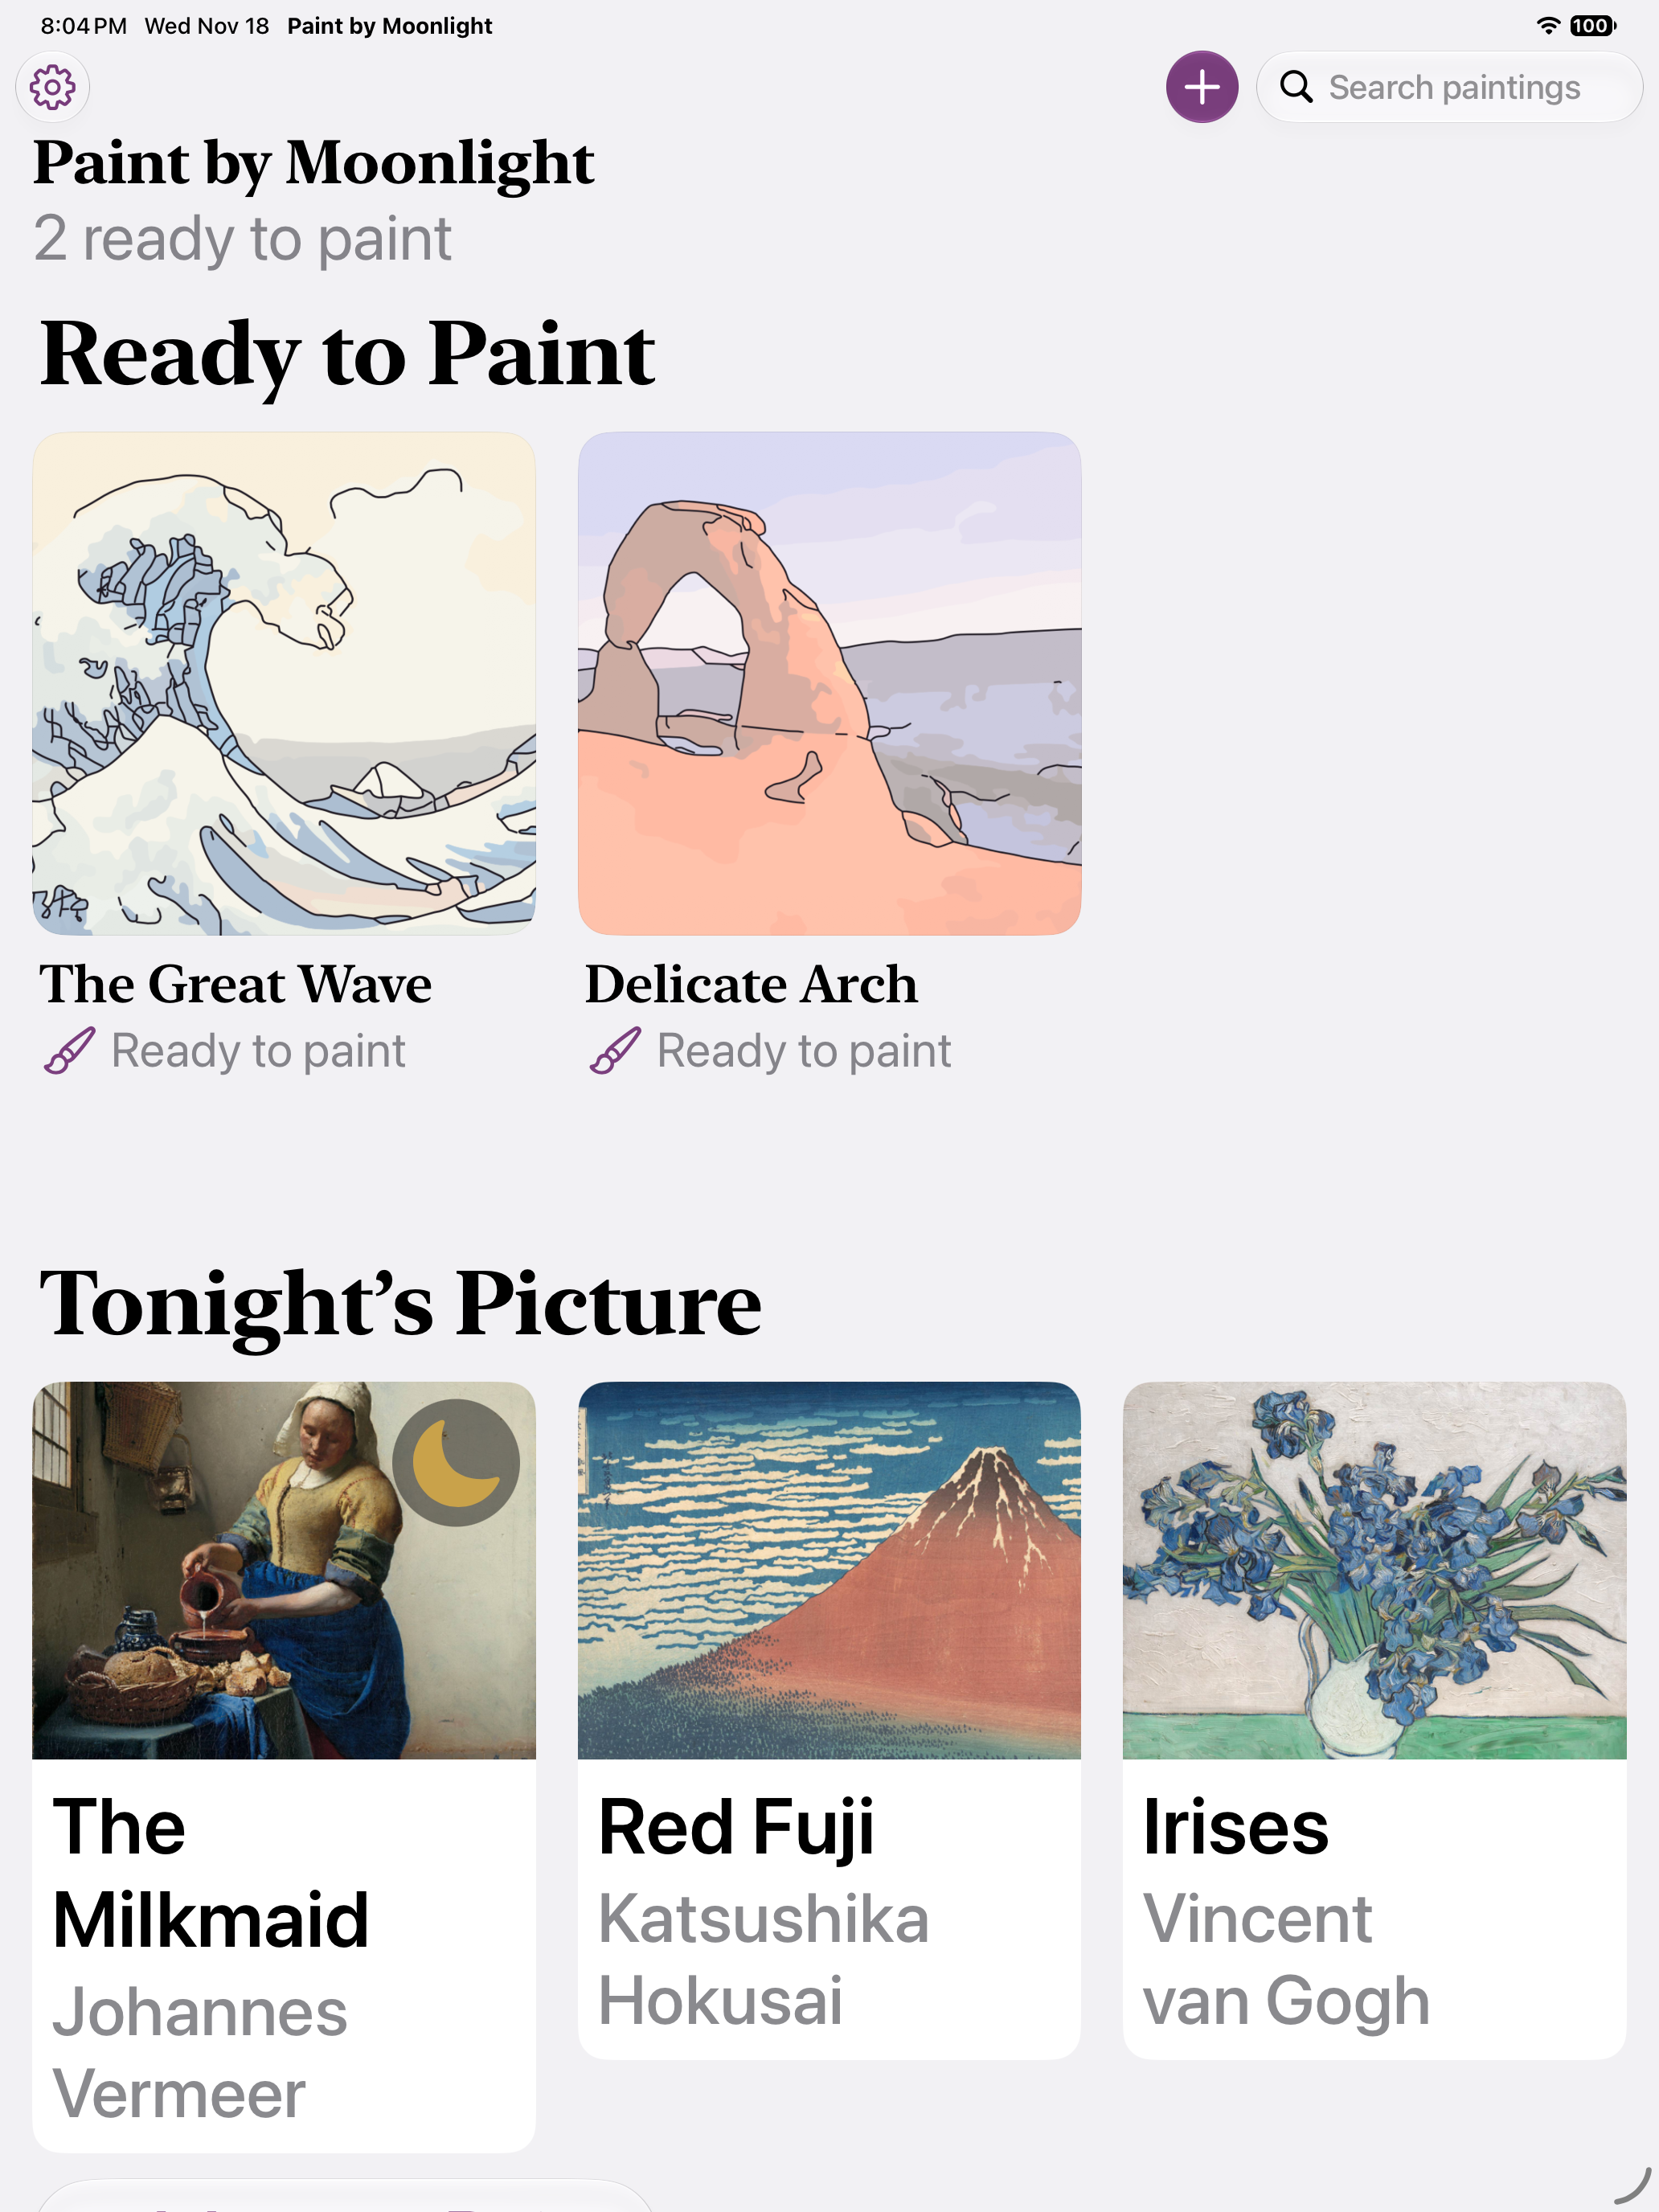 8:04 PM Wed Nov 18 Paint by Moonlight
100
Search paintings
Paint by Moonlight
2 ready to paint
Ready to Paint
The Great Wave
Ready to paint
Delicate Arch
Ready to paint
Tonight’s Picture
The
Milkmaid
Johannes
Vermeer
Red Fuji
Katsushika
Hokusai
Irises
Vincent
van Gogh